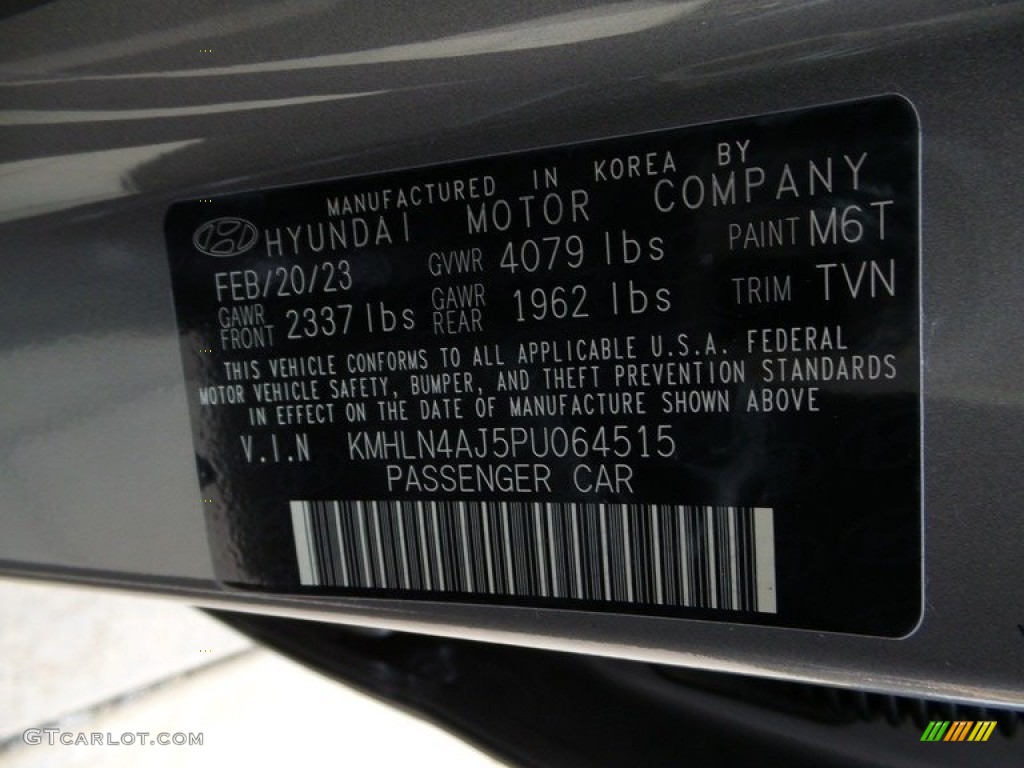 MANUFACTURED IN KOREA BY
HYUNDAI MOTOR COMPANY
FEB/20/23 GVWR 4079 lbs PAINT M6T
GAWR FRONT 2337 lbs GAWR REAR 1962 lbs TRIM TVN
THIS VEHICLE CONFORMS TO ALL APPLICABLE U.S.A. FEDERAL
MOTOR VEHICLE SAFETY, BUMPER, AND THEFT PREVENTION STANDARDS
IN EFFECT ON THE DATE OF MANUFACTURE SHOWN ABOVE
V.I.N KMHLN4AJ5PU064515
PASSENGER CAR
GTCARLOT.COM